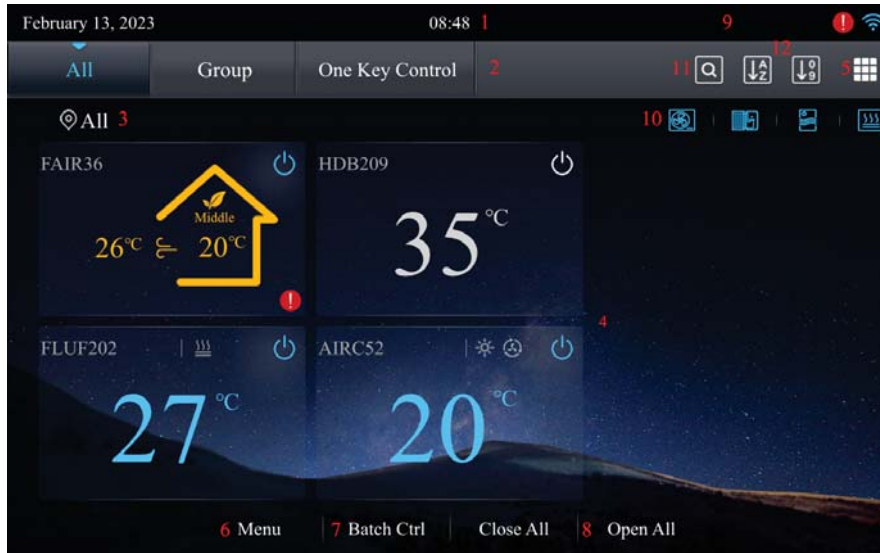 February 13, 2023 08:48 1 9 !
All Group One Key Control 2 11 A Z 12 0 9 5
All 3 10
FAIR36 HDB209
Middle
26℃ 20℃ 35℃
!
4
FLUF202 AIRC52
27℃ 20℃
6 Menu 7 Batch Ctrl Close All 8 Open All